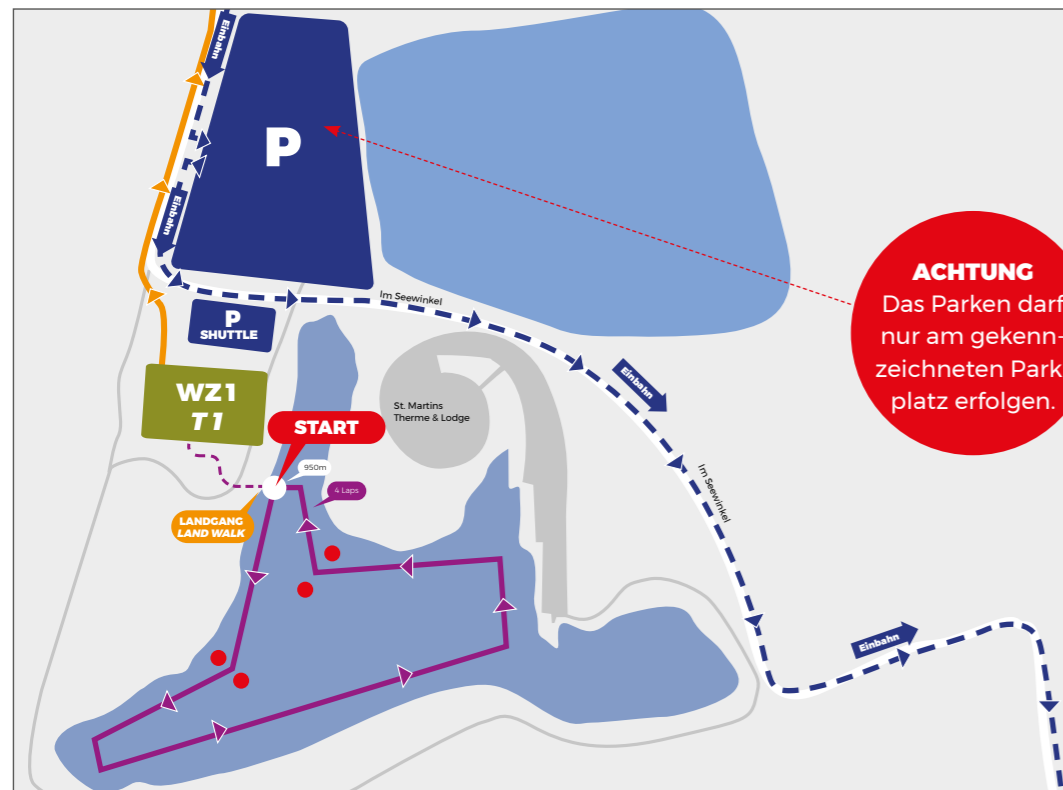 Einbahn
P
Einbahn
P
SHUTTLE
Im Seewinkel
ACHTUNG
Das Parken darf
nur am gekenn-
zeichneten Park-
platz erfolgen.
Einbahn
WZ1
T1
St. Martins
Therme & Lodge
START
950m
4 Laps
LANDGANG
LAND WALK
Im Seewinkel
Einbahn